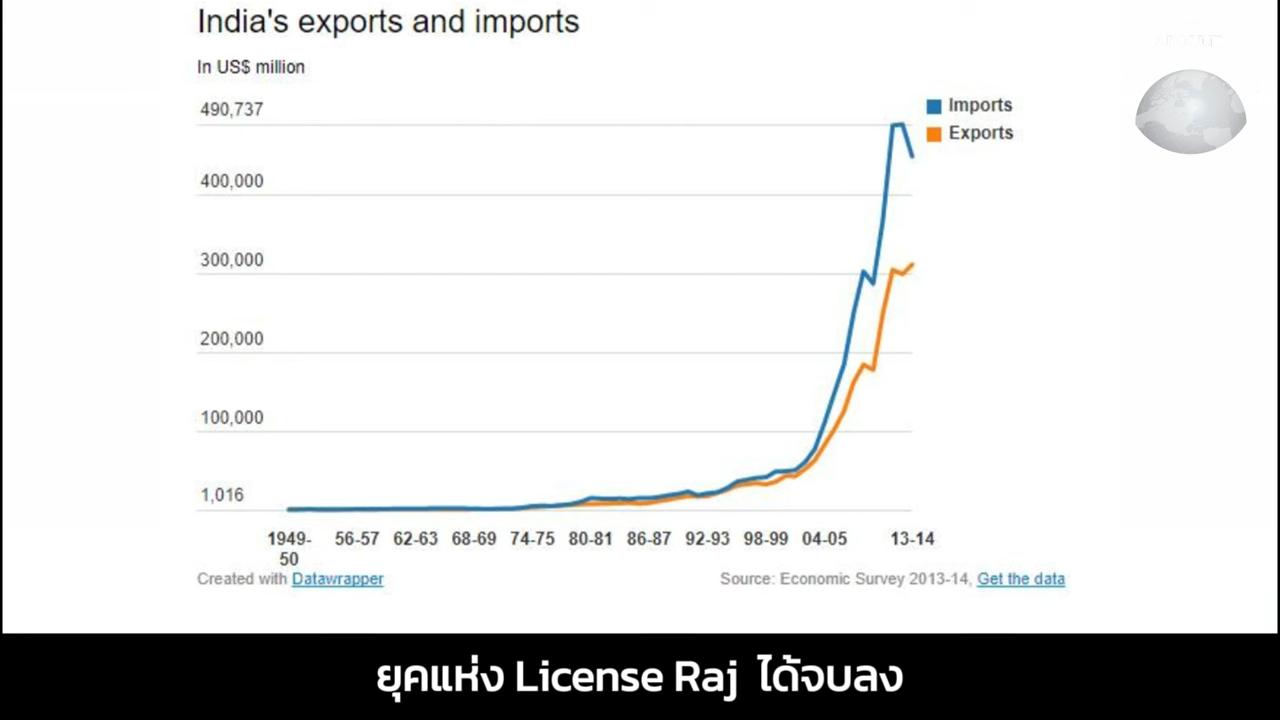 India's exports and imports
In US$ million
490,737
400,000
300,000
200,000
100,000
1,016
Imports
Exports
1949-50 56-57 62-63 68-69 74-75 80-81 86-87 92-93 98-99 04-05 13-14
Created with Datawrapper
Source: Economic Survey 2013-14, Get the data
ยุคแห่ง License Raj ได้จบลง